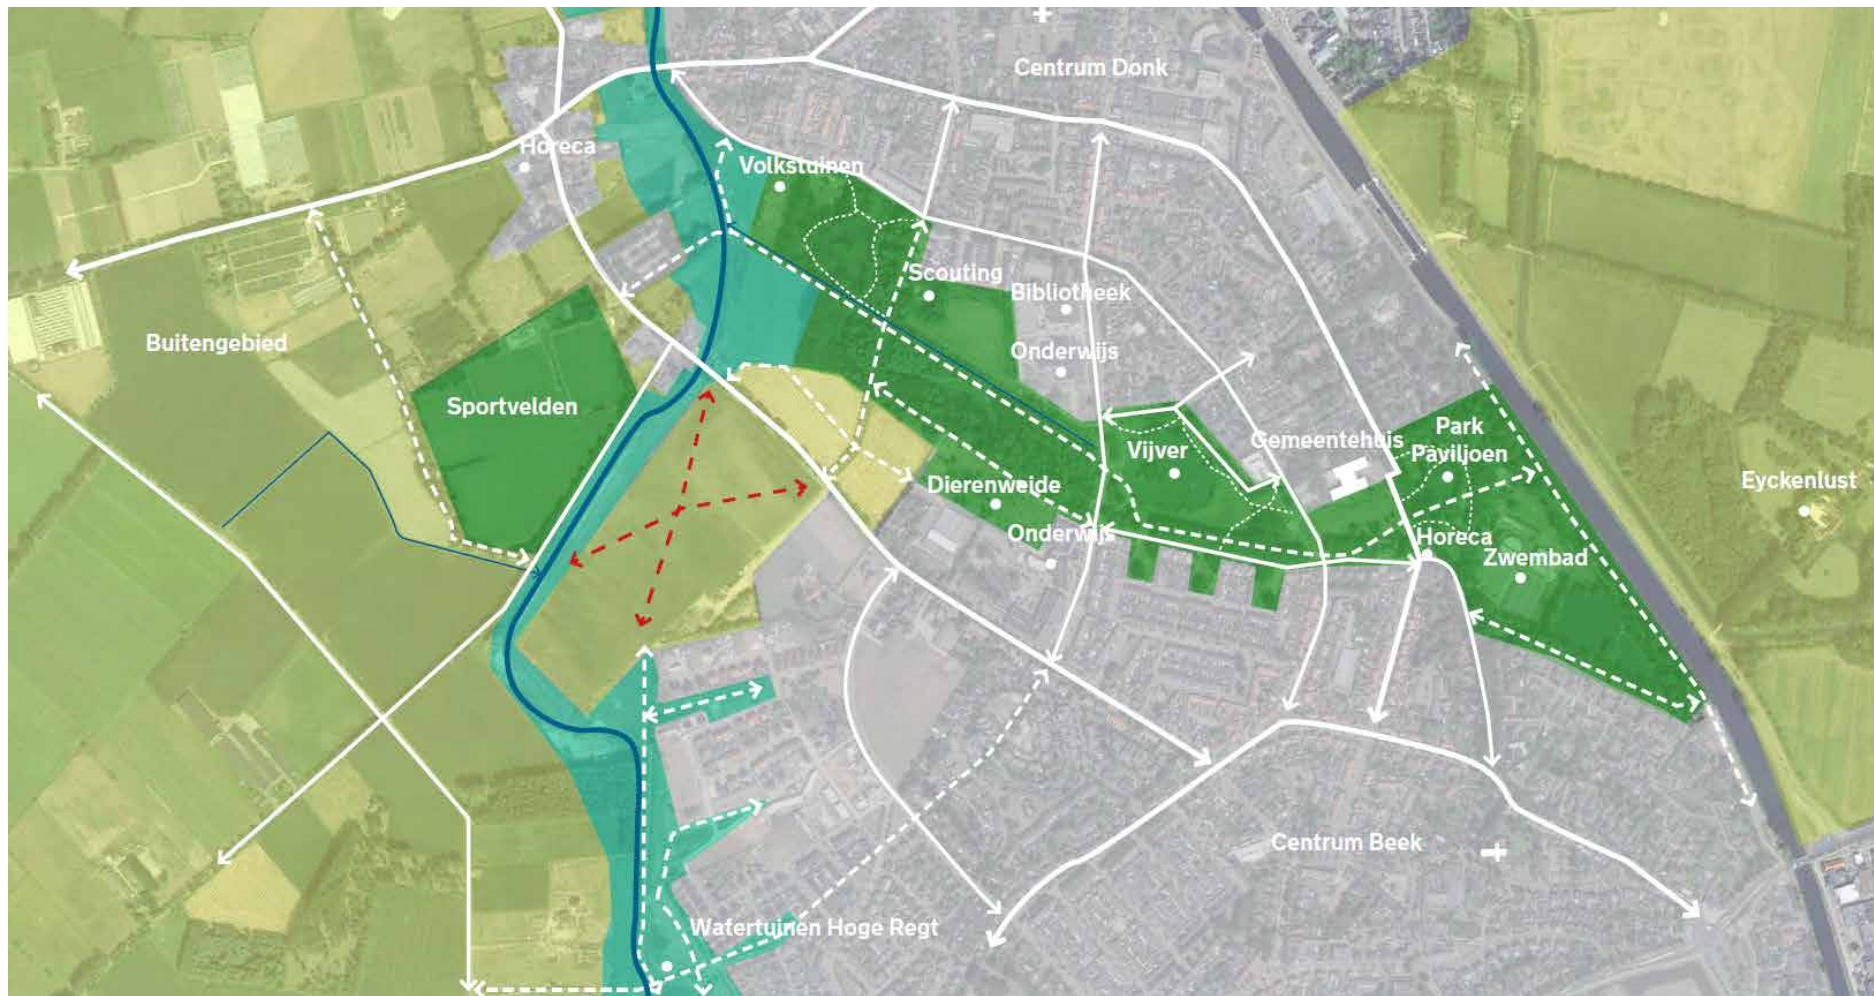 Centrum Donk
Horeca
Volkstuinen
Scouting
Bibliotheek
Buitengebied
Onderwijs
Sportvelden
Gemeentehuis
Park
Paviljoen
Vijver
Dierenweide
Eyckenlust
Onderwijs
Horeca
Zwembad
Centrum Beek
Watertuinen Hoge Regt